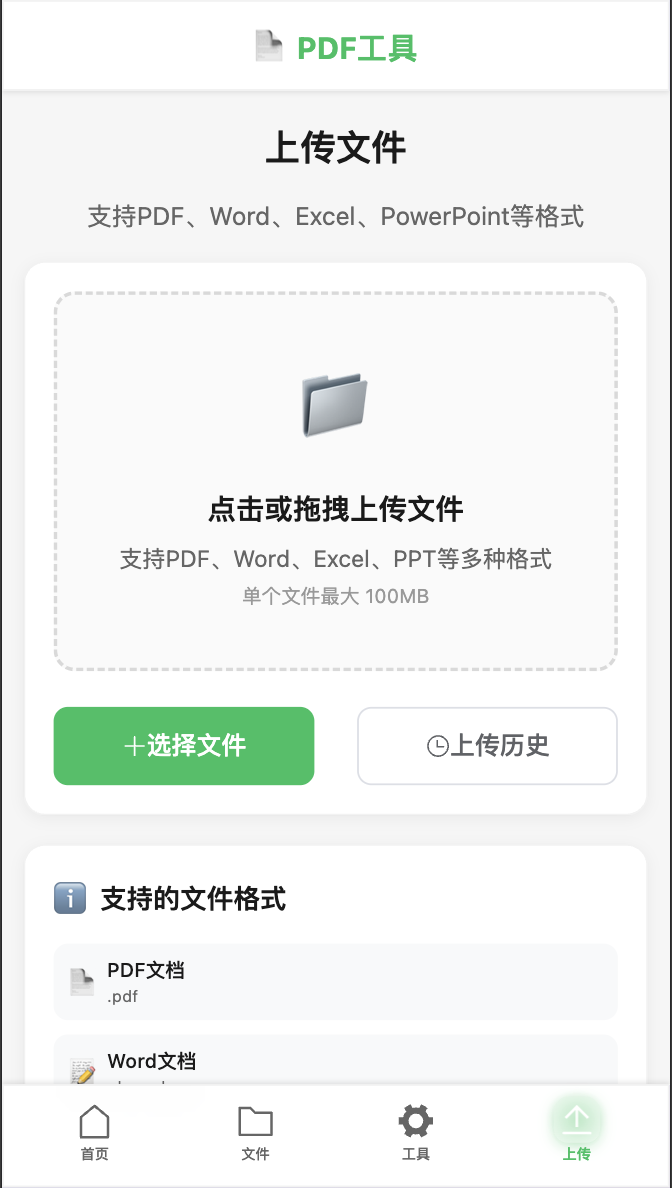 PDF工具
上传文件
支持PDF、Word、Excel、PowerPoint等格式
点击或拖拽上传文件
支持PDF、Word、Excel、PPT等多种格式
单个文件最大 100MB
+选择文件
上传历史
支持的文件格式
PDF文档
.pdf
Word文档
首页
文件
工具
上传